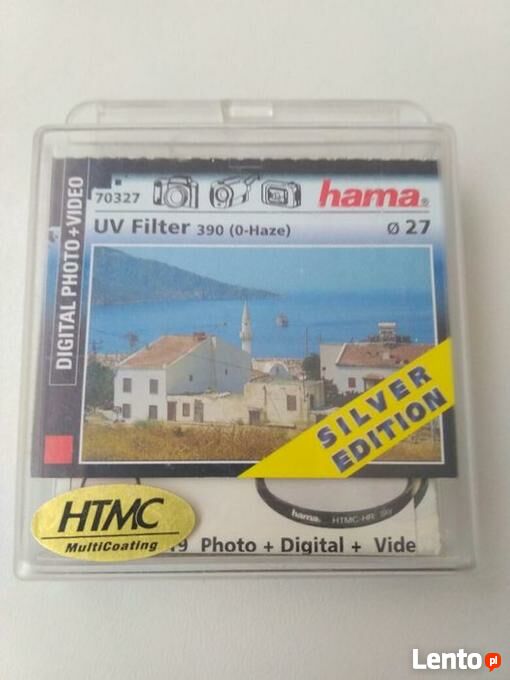 DIGITAL PHOTO + VIDEO
70327
hama®
UV Filter 390 (0-Haze)
ø 27
SILVER
EDITION
HTMC
MultiCoating
hama. HTMC-HR
Photo + Digital + Vide
Lento pl